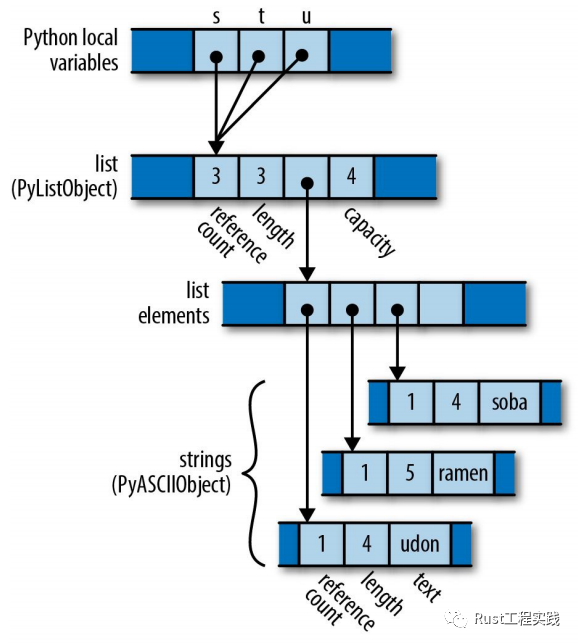 s t u
Python local
variables
list
(PyListObject)
3 3 4
reference
count
length
capacity
list
elements
1 4 soba
strings
(PyASCIIObject)
1 5 ramen
1 4 udon
reference
count
length
text
Rust工程实践